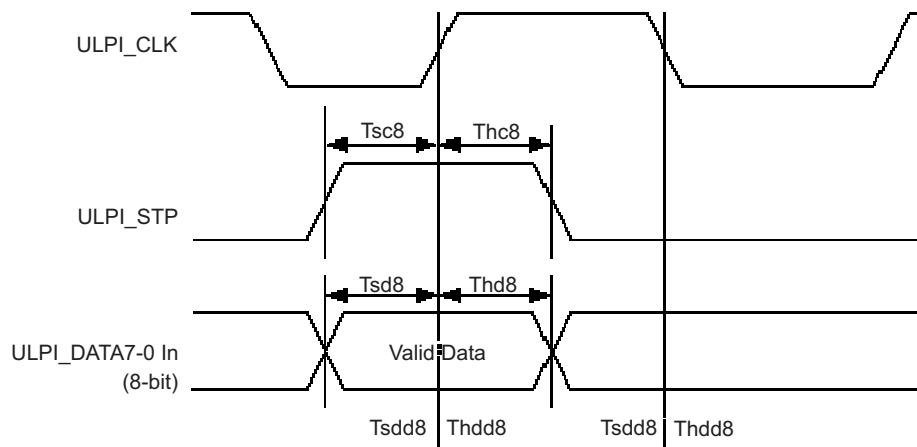 ULPI_CLK
Tsc8 Thc8
ULPI_STP
Tsd8 Thd8
ULPI_DATA7-0 In
(8-bit)
Valid Data
Tsdd8 Thdd8 Tsdd8 Thdd8